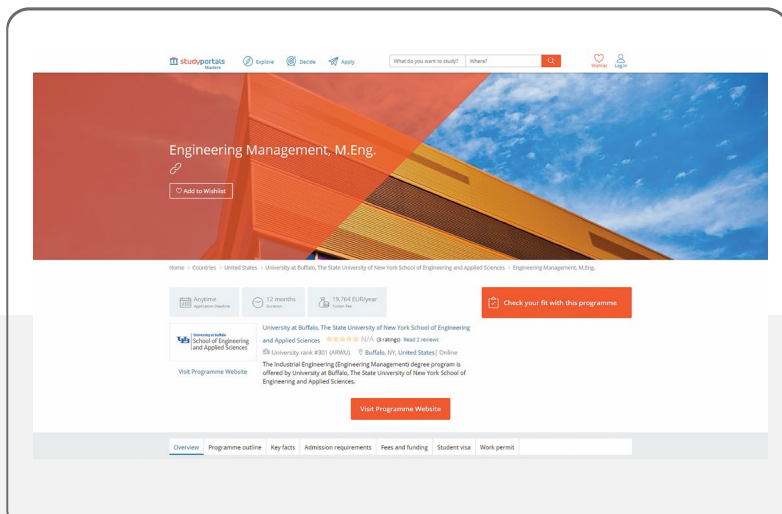 studyportals
Masters
Explore
Decide
Apply
What do you want to study?
Where?
Wishlist
Log in
Engineering Management, M.Eng.
Add to Wishlist
Home > Countries > United States > University at Buffalo, The State University of New York School of Engineering and Applied Sciences > Engineering Management, M.Eng.
Anytime
Application Deadline
12 months
Duration
19,764 EUR/year
Tuition Fee
Check your fit with this programme
University at Buffalo
School of Engineering
and Applied Sciences
Visit Programme Website
University at Buffalo, The State University of New York School of Engineering
and Applied Sciences N/A (3 ratings) Read 2 reviews
University rank #301 (ARWU) Buffalo, NY, United States| Online
The Industrial Engineering (Engineering Management) degree program is
offered by University at Buffalo, The State University of New York School of
Engineering and Applied Sciences.
Visit Programme Website
Overview
Programme outline
Key facts
Admission requirements
Fees and funding
Student visa
Work permit